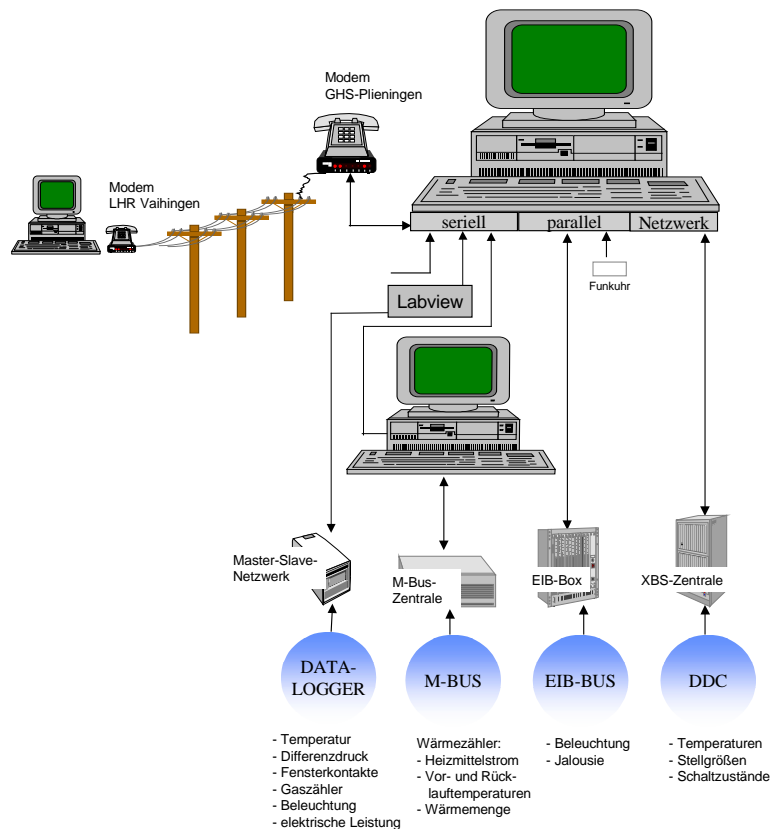 Modem
GHS-Plieningen
Modem
LHR Vaihingen
seriell
parallel
Netzwerk
Funkuhr
Labview
Master-Slave-
Netzwerk
M-Bus-
Zentrale
EIB-Box
XBS-Zentrale
DATA-
LOGGER
M-BUS
EIB-BUS
DDC
- Temperatur
- Differenzdruck
- Fensterkontakte
- Gaszähler
- Beleuchtung
- elektrische Leistung
Wärmezähler:
- Heizmittelstrom
- Vor- und Rück-
lauftemperaturen
- Wärmemenge
- Beleuchtung
- Jalousie
- Temperaturen
- Stellgrößen
- Schaltzustände